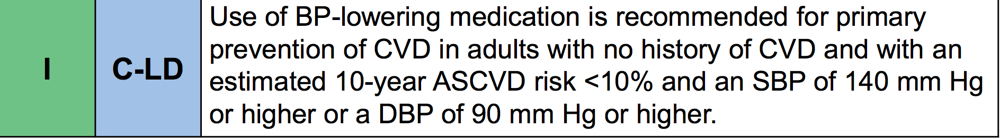 I
C-LD
Use of BP-lowering medication is recommended for primary
prevention of CVD in adults with no history of CVD and with an
estimated 10-year ASCVD risk <10% and an SBP of 140 mm Hg
or higher or a DBP of 90 mm Hg or higher.